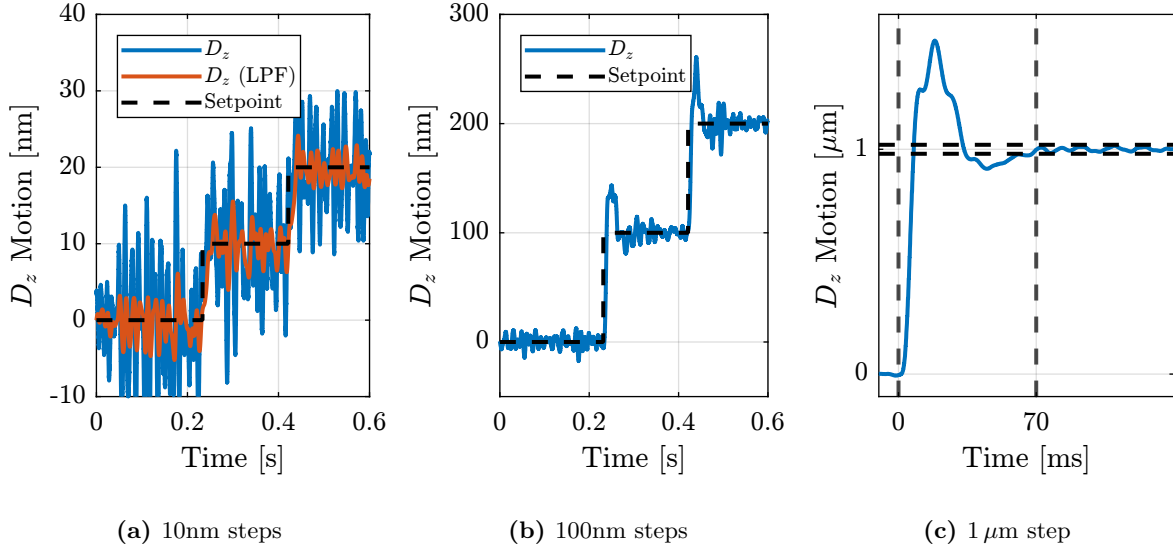 40
30
20
10
0
-10
0
0.2
0.4
0.6
D_z Motion [nm]
Time [s]
D_z
D_z (LPF)
Setpoint
(a) 10nm steps
300
200
100
0
0
0.2
0.4
0.6
D_z Motion [nm]
Time [s]
D_z
Setpoint
(b) 100nm steps
1
0
0
70
D_z Motion [μm]
Time [ms]
(c) 1 μm step